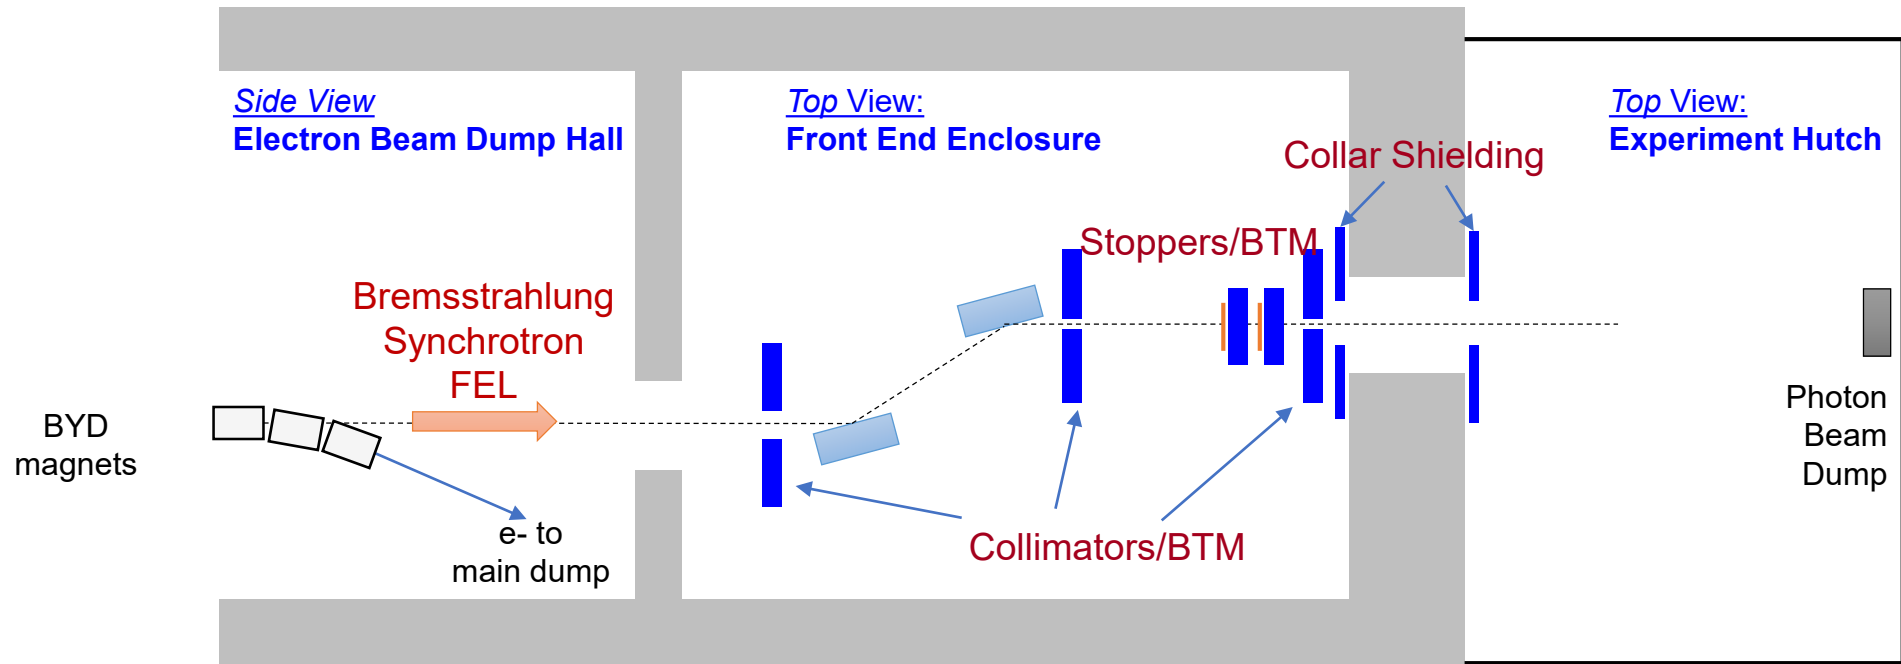 Side View
Electron Beam Dump Hall
Top View:
Front End Enclosure
Top View:
Experiment Hutch
Collar Shielding
Stoppers/BTM
Bremsstrahlung
Synchrotron
FEL
BYD
magnets
e- to
main dump
Collimators/BTM
Photon
Beam
Dump